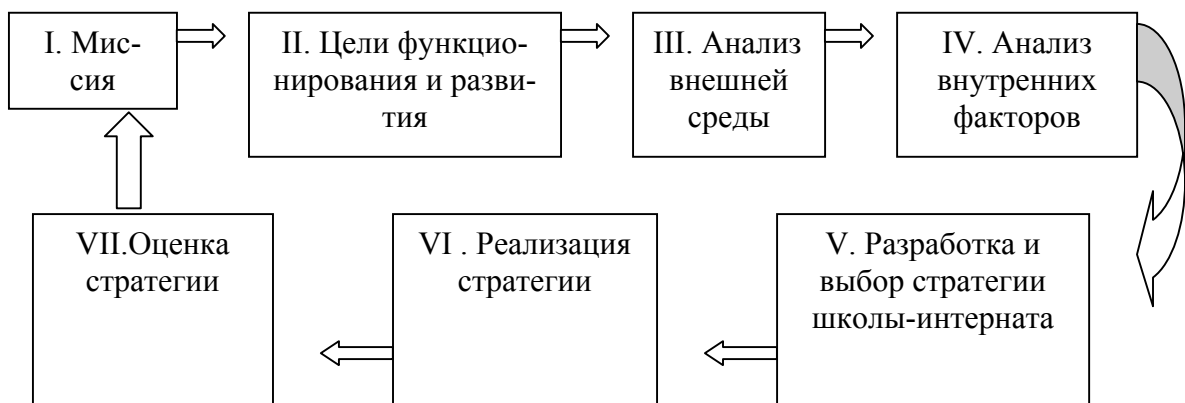 I. Мис-
сия
II. Цели функцио-
нирования и разви-
тия
III. Анализ
внешней
среды
IV. Анализ
внутренних
факторов
V. Разработка и
выбор стратегии
школы-интерната
VI . Реализация
стратегии
VII.Оценка
стратегии